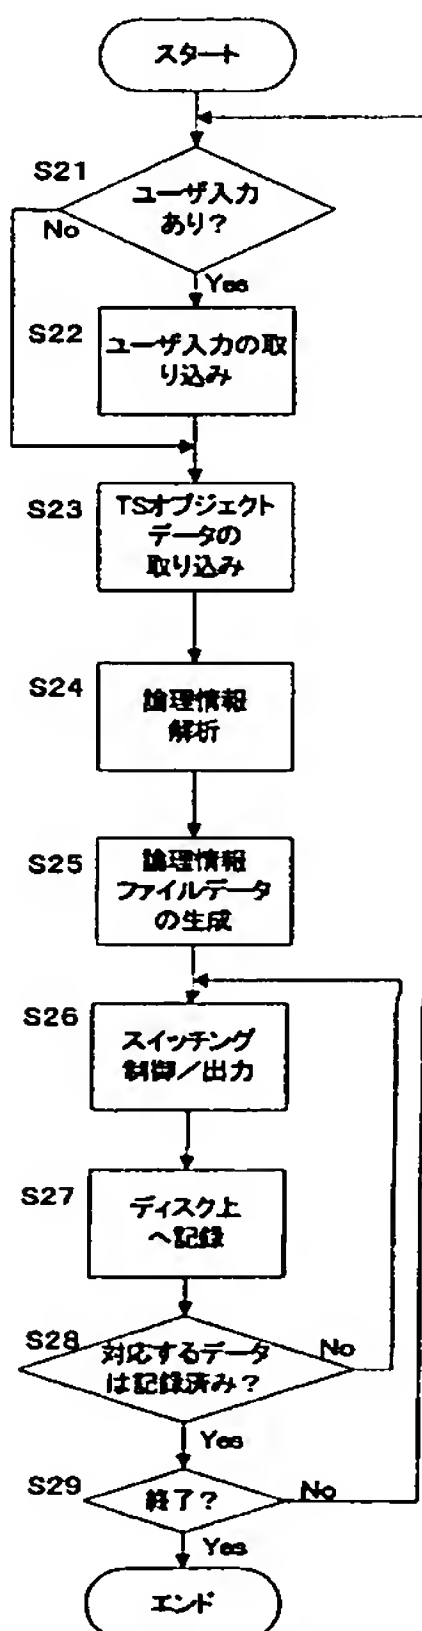 スタート
S21
ユーザ入力
あり?
No
Yes
S22
ユーザ入力の取
り込み
S23
TSオブジェクト
データの
取り込み
S24
論理情報
解析
S25
論理情報
ファイルデータ
の生成
S26
スイッチング
制御/出力
S27
ディスク上
へ記録
S28
対応するデータ
は記録済み?
No
Yes
S29
終了?
No
Yes
エンド